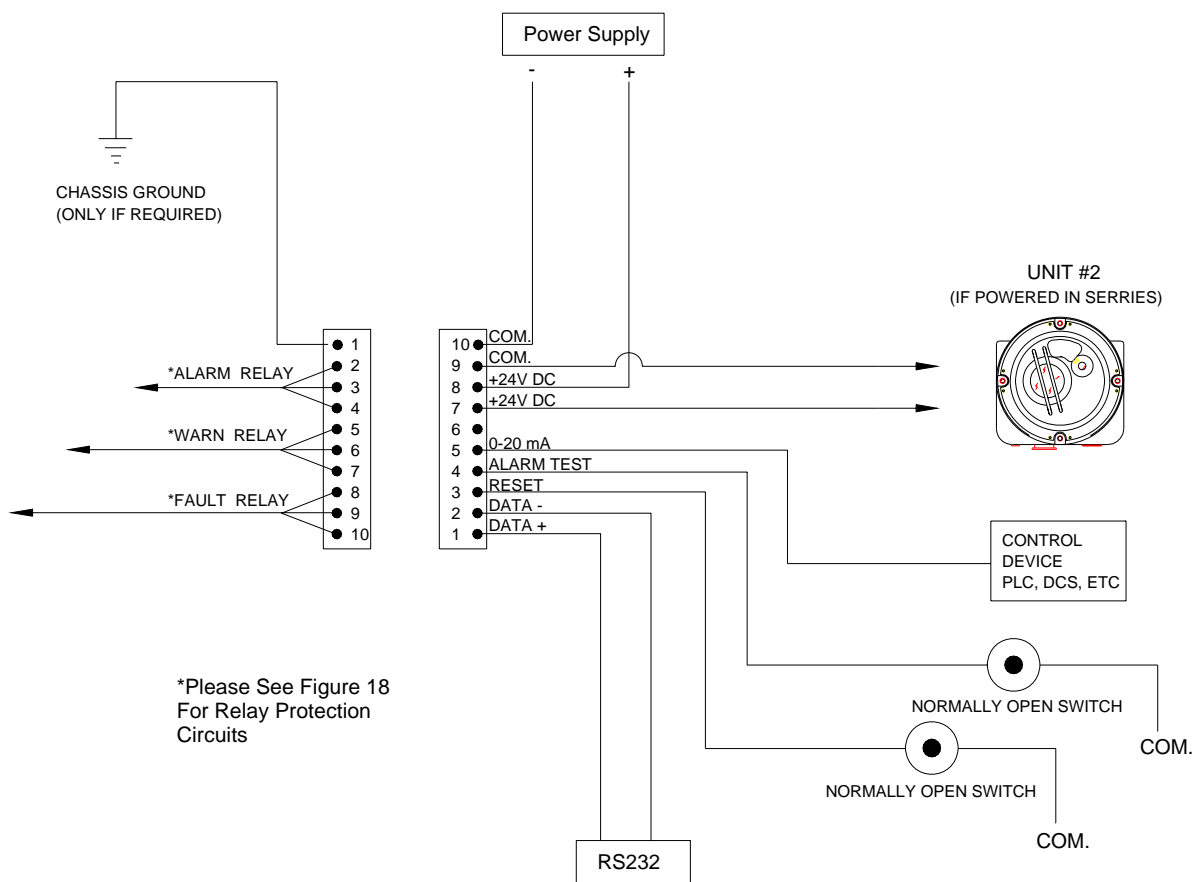 Power Supply
-
+
CHASSIS GROUND
(ONLY IF REQUIRED)
UNIT #2
(IF POWERED IN SERRIES)
1
2
3
4
5
6
7
8
9
10
*ALARM RELAY
*WARN RELAY
*FAULT RELAY
10 COM.
9 COM.
8 +24V DC
7 +24V DC
6
5 0-20 mA
4 ALARM TEST
3 RESET
2 DATA -
1 DATA +
CONTROL
DEVICE
PLC, DCS, ETC
*Please See Figure 18
For Relay Protection
Circuits
NORMALLY OPEN SWITCH
COM.
NORMALLY OPEN SWITCH
COM.
RS232